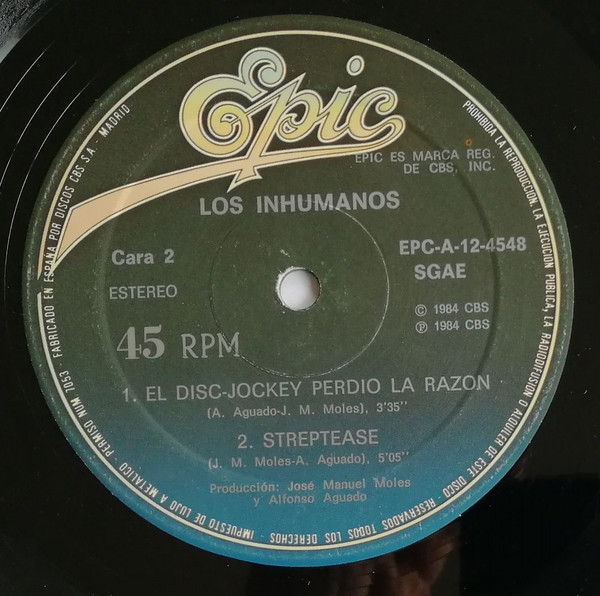 Epic
EPIC ES MARCA REG.
DE CBS, INC.
LOS INHUMANOS
Cara 2
ESTEREO
EPC-A-12-4548
SGAE
© 1984 CBS
℗ 1984 CBS
45 RPM
1. EL DISC-JOCKEY PERDIO LA RAZON
(A. Aguado-J. M. Moles), 3'35''
2. STREPTEASE
(J. M. Moles-A. Aguado), 5'05''
Producción: José Manuel Moles
y Alfonso Aguado
PROHIBIDA LA REPRODUCCION, LA EJECUCION PUBLICA, LA RADIODIFUSION O ALQUILER DE ESTE DISCO - RESERVADOS TODOS LOS DERECHOS - IMPUESTO DE LUJO A METALICO - PERMISO NUM. 7053 - FABRICADO EN ESPAÑA POR DISCOS CBS, S.A. - MADRID